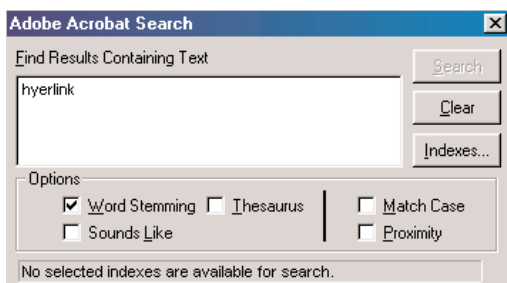 Adobe Acrobat Search
Find Results Containing Text
Search
hyerlink
Clear
Indexes...
Options
Word Stemming Thesaurus Match Case
Sounds Like Proximity
No selected indexes are available for search.